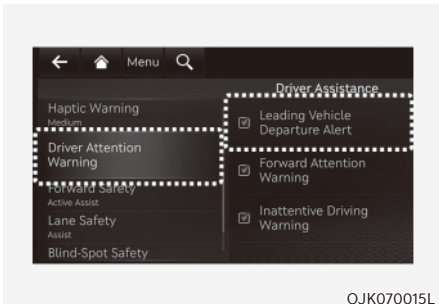 Menu
Driver Assistance
Haptic Warning
Medium
Driver Attention
Warning
Forward Safety
Active Assist
Lane Safety
Assist
Blind-Spot Safety
Leading Vehicle
Departure Alert
Forward Attention
Warning
Inattentive Driving
Warning
OJK070015L